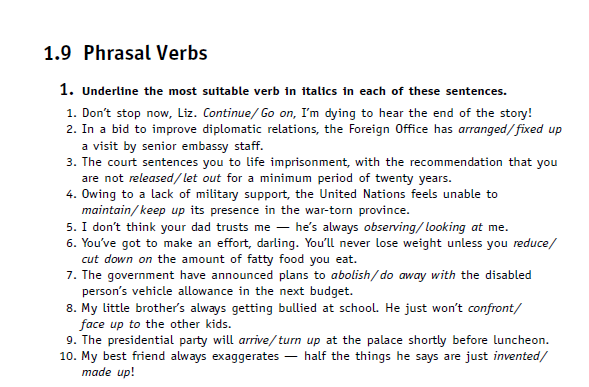 1.9 Phrasal Verbs
1. Underline the most suitable verb in italics in each of these sentences.
1. Don't stop now, Liz. Continue/Go on, I'm dying to hear the end of the story!
2. In a bid to improve diplomatic relations, the Foreign Office has arranged/fixed up
a visit by senior embassy staff.
3. The court sentences you to life imprisonment, with the recommendation that you
are not released/let out for a minimum period of twenty years.
4. Owing to a lack of military support, the United Nations feels unable to
maintain/keep up its presence in the war-torn province.
5. I don't think your dad trusts me — he's always observing/looking at me.
6. You've got to make an effort, darling. You'll never lose weight unless you reduce/
cut down on the amount of fatty food you eat.
7. The government have announced plans to abolish/do away with the disabled
person's vehicle allowance in the next budget.
8. My little brother's always getting bullied at school. He just won't confront/
face up to the other kids.
9. The presidential party will arrive/turn up at the palace shortly before luncheon.
10. My best friend always exaggerates — half the things he says are just invented/
made up!